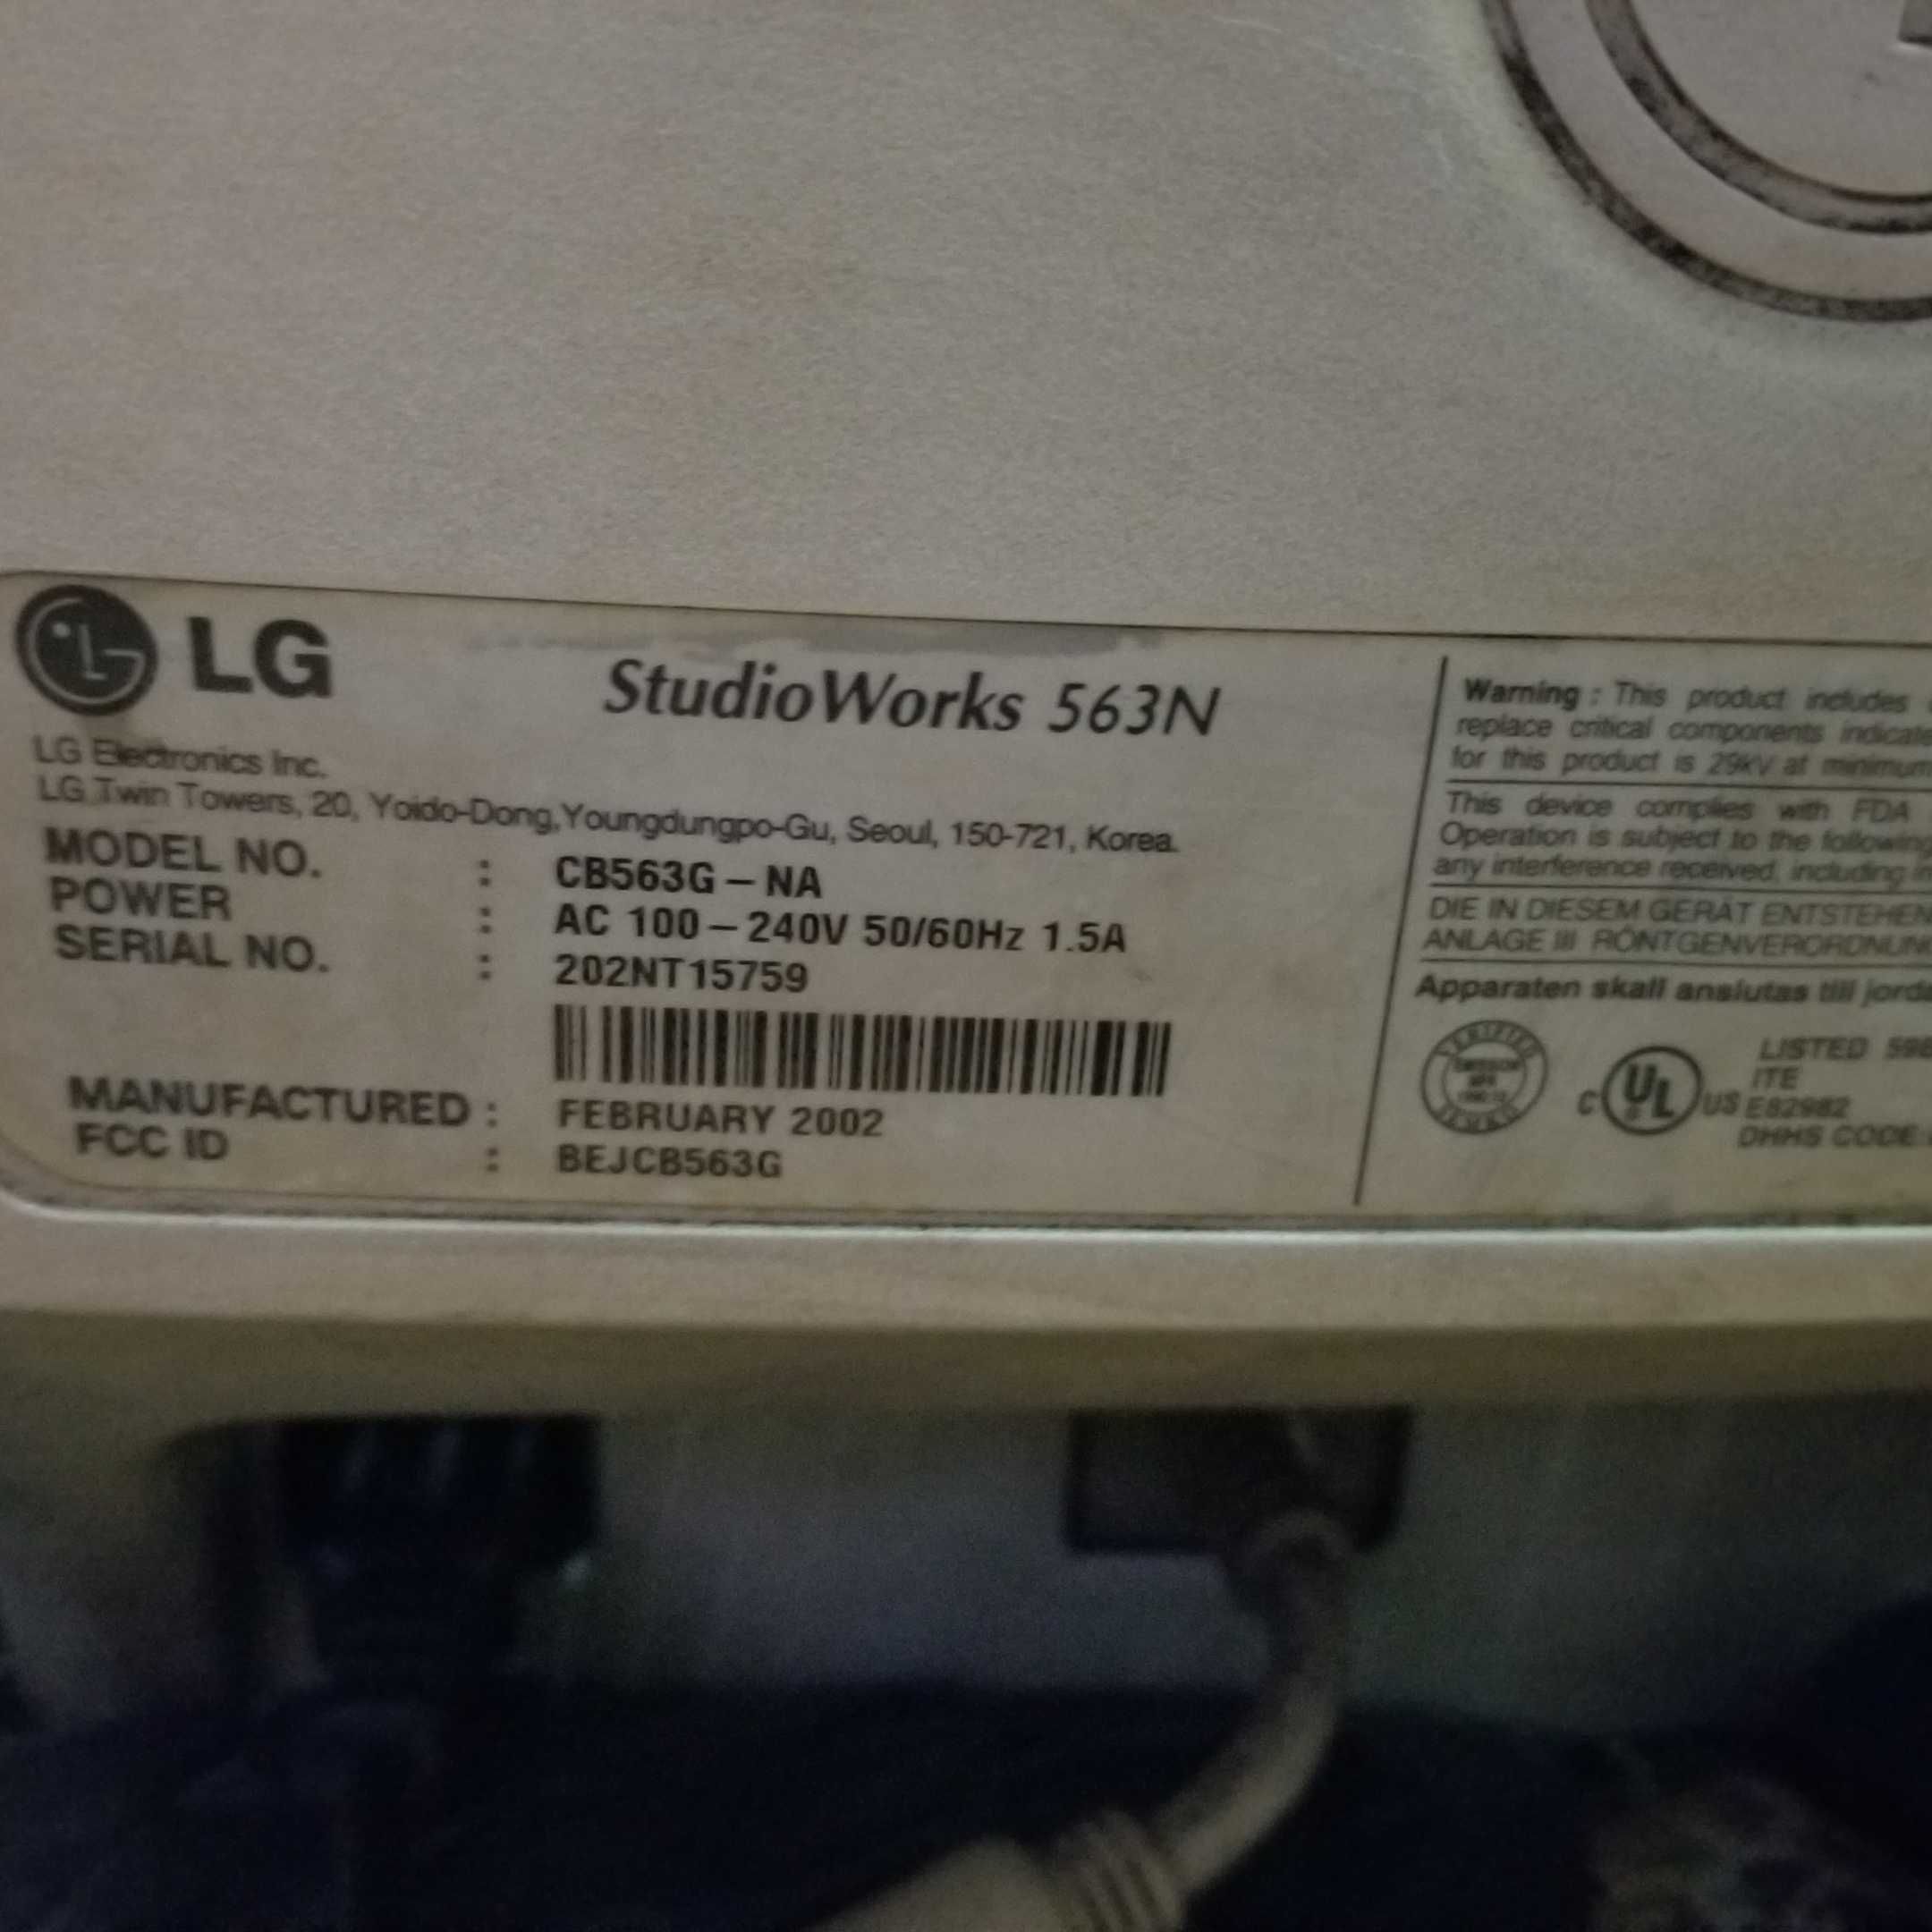 LG StudioWorks 563N
LG Electronics Inc.
LG Twin Towers, 20, Yoido-Dong,Youngdungpo-Gu, Seoul, 150-721, Korea.
MODEL NO. : CB563G-NA
POWER : AC 100-240V 50/60Hz 1.5A
SERIAL NO. : 202NT15759
MANUFACTURED : FEBRUARY 2002
FCC ID : BEJCB563G
Warning : This product includes
replace critical components indicate
for this product is 29kV at minimum
This device complies with FDA
Operation is subject to the following
any interference received, including
DIE IN DIESEM GERÄT ENTSTEHEN
ANLAGE III RÖNTGENVERORDNUN
Apparaten skall anslutas till jord
CERTIFIED
C UL US
LISTED
ITE
E82982
DHHS CODE